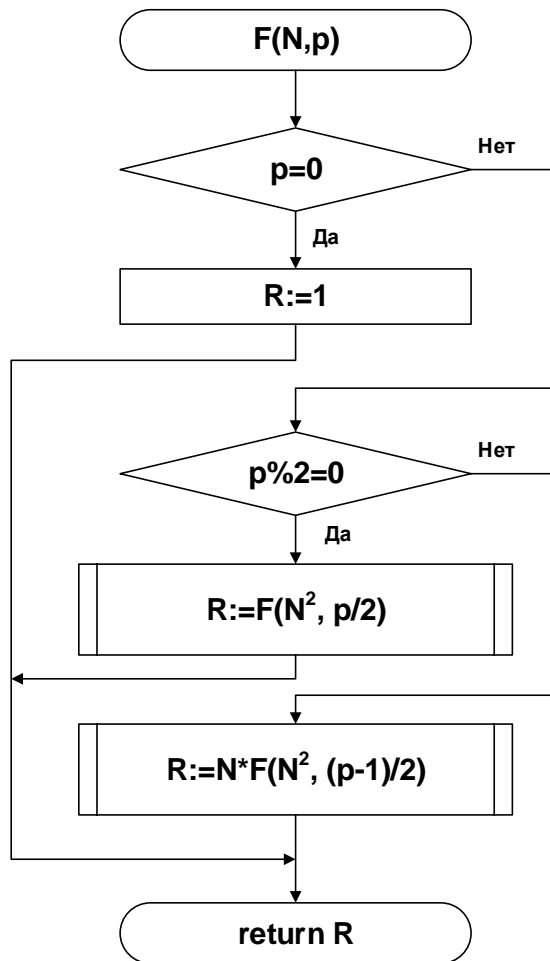 F(N,p)
p=0
Нет
Да
R:=1
p%2=0
Нет
Да
R:=F(N², p/2)
R:=N*F(N², (p-1)/2)
return R